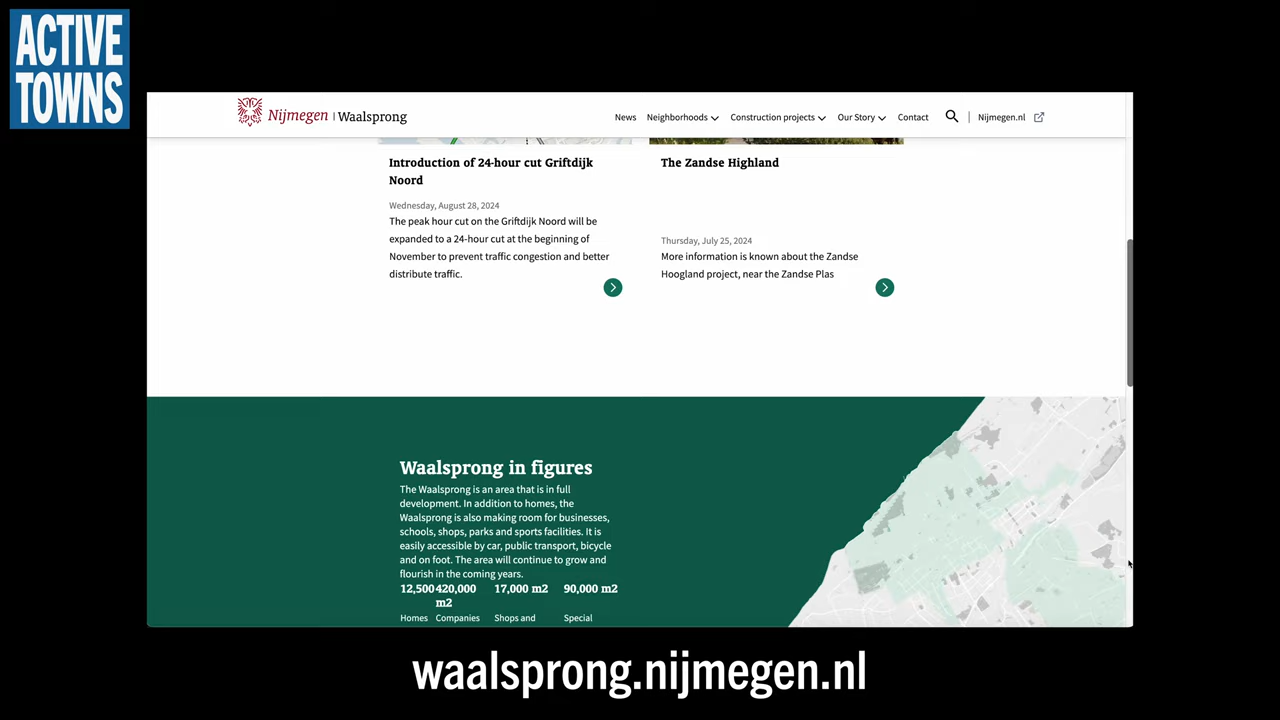 ACTIVE
TOWNS
Nijmegen | Waalsprong
News Neighborhoods Construction projects Our Story Contact | Nijmegen.nl
Introduction of 24-hour cut Griftdijk
Noord
Wednesday, August 28, 2024
The peak hour cut on the Griftdijk Noord will be
expanded to a 24-hour cut at the beginning of
November to prevent traffic congestion and better
distribute traffic.
The Zandse Highland
Thursday, July 25, 2024
More information is known about the Zandse
Hoogland project, near the Zandse Plas
Waalsprong in figures
The Waalsprong is an area that is in full
development. In addition to homes, the
Waalsprong is also making room for businesses,
schools, shops, parks and sports facilities. It is
easily accessible by car, public transport, bicycle
and on foot. The area will continue to grow and
flourish in the coming years.
12,500 420,000 17,000 m2 90,000 m2
m2
Homes Companies Shops and Special
waalsprong.nijmegen.nl